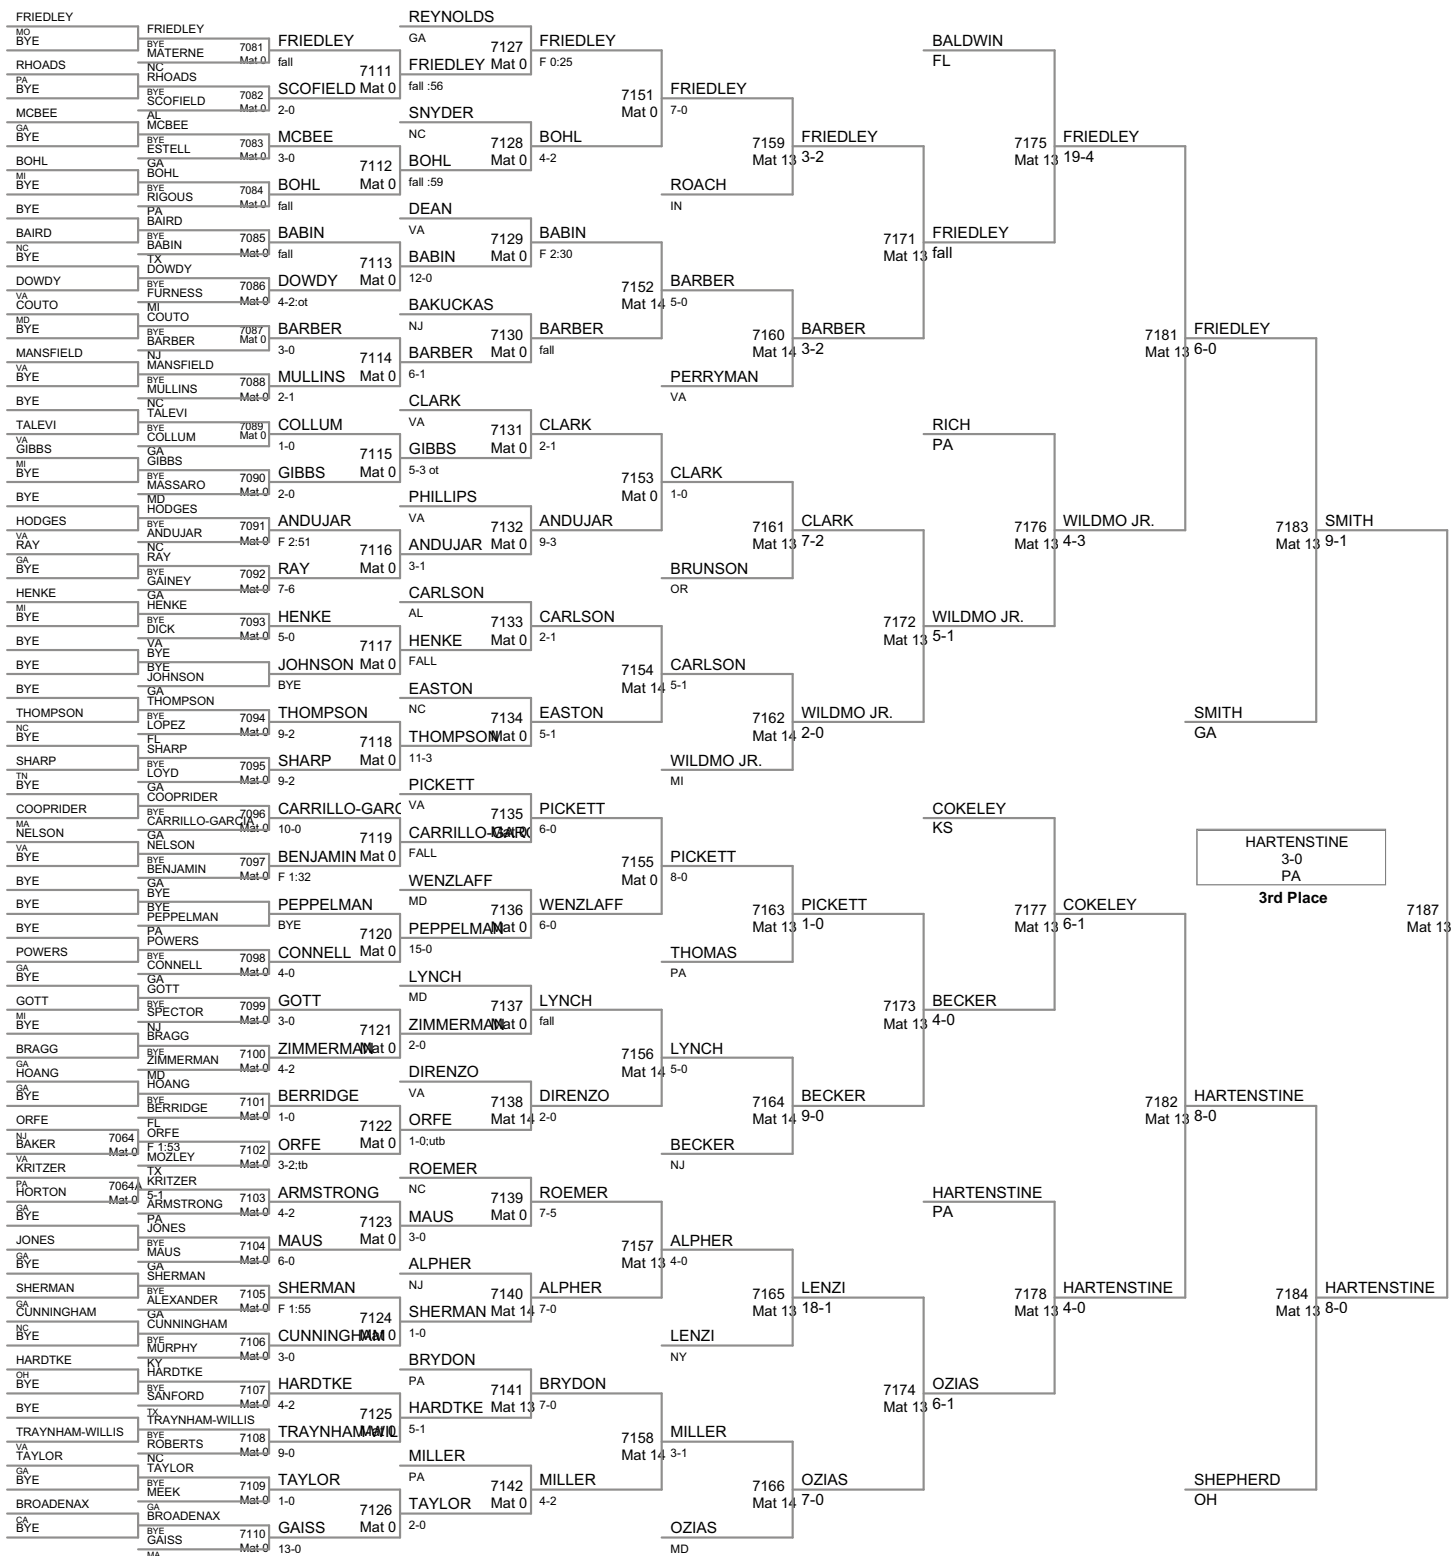 FRIEDLEY
MO
BYE
RHOADS
PA
BYE
MCBEE
GA
BYE
BOHL
MI
BYE
BYE
BAIRD
NC
BYE
DOWDY
VA
COUTO
MD
BYE
MANSFIELD
VA
BYE
BYE
TALEVI
VA
GIBBS
MI
BYE
BYE
HODGES
VA
RAY
GA
BYE
HENKE
MI
BYE
BYE
BYE
BYE
THOMPSON
NC
BYE
SHARP
TN
BYE
COOPRIDER
MA
NELSON
VA
BYE
BYE
BYE
BYE
POWERS
GA
BYE
GOTT
MI
BYE
BRAGG
GA
HOANG
GA
BYE
ORFE
NJ
BAKER
7064
Mat 0
VA
KRITZER
PA
HORTON
7064A
Mat 0
GA
BYE
JONES
GA
BYE
SHERMAN
GA
CUNNINGHAM
NC
BYE
HARDTKE
OH
BYE
BYE
TRAYNHAM-WILLIS
VA
TAYLOR
GA
BYE
BROADENAX
CA
BYE
FRIEDLEY
BYE
MATERNE
7081
Mat 0
NC
RHOADS
BYE
SCOFIELD
7082
Mat 0
AL
MCBEE
BYE
ESTELL
7083
Mat 0
GA
BOHL
BYE
RIGOUS
7084
Mat 0
PA
BAIRD
BYE
BABIN
7085
Mat 0
TX
DOWDY
BYE
FURNESS
7086
Mat 0
MI
COUTO
BYE
BARBER
7087
Mat 0
NJ
MANSFIELD
BYE
MULLINS
7088
Mat 0
NC
TALEVI
BYE
COLLUM
7089
Mat 0
GA
GIBBS
BYE
MASSARO
7090
Mat 0
MD
HODGES
BYE
ANDUJAR
7091
Mat 0
NC
RAY
BYE
GAINEY
7092
Mat 0
GA
HENKE
BYE
DICK
7093
Mat 0
VA
BYE
BYE
JOHNSON
GA
THOMPSON
BYE
LOPEZ
7094
Mat 0
FL
SHARP
BYE
LOYD
7095
Mat 0
GA
COOPRIDER
BYE
CARRILLO-GARCIA
7096
Mat 0
GA
NELSON
BYE
BENJAMIN
7097
Mat 0
GA
BYE
BYE
PEPPELMAN
PA
POWERS
BYE
CONNELL
7098
Mat 0
GA
GOTT
BYE
SPECTOR
7099
Mat 0
NJ
BRAGG
BYE
ZIMMERMAN
7100
Mat 0
MD
HOANG
BYE
BERRIDGE
7101
Mat 0
FL
ORFE
F 1:53
MOZLEY
7102
Mat 0
TX
KRITZER
5-1
ARMSTRONG
7103
Mat 0
PA
JONES
BYE
MAUS
7104
Mat 0
GA
SHERMAN
BYE
ALEXANDER
7105
Mat 0
GA
CUNNINGHAM
BYE
MURPHY
7106
Mat 0
KY
HARDTKE
BYE
SANFORD
7107
Mat 0
TX
TRAYNHAM-WILLIS
BYE
ROBERTS
7108
Mat 0
NC
TAYLOR
BYE
MEEK
7109
Mat 0
GA
BROADENAX
BYE
GAISS
7110
Mat 0
MA
FRIEDLEY
fall
7111
Mat 0
SCOFIELD
2-0
MCBEE
3-0
7112
Mat 0
BOHL
fall
BABIN
fall
7113
Mat 0
DOWDY
4-2:ot
BARBER
3-0
7114
Mat 0
MULLINS
2-1
COLLUM
1-0
7115
Mat 0
GIBBS
2-0
ANDUJAR
F 2:51
7116
Mat 0
RAY
7-6
HENKE
5-0
7117
Mat 0
JOHNSON
BYE
THOMPSON
9-2
7118
Mat 0
SHARP
9-2
CARRILLO-GARC
10-0
7119
Mat 0
BENJAMIN
F 1:32
PEPPELMAN
BYE
7120
Mat 0
CONNELL
4-0
GOTT
3-0
7121
Mat 0
ZIMMERMAN
4-2
BERRIDGE
1-0
7122
Mat 0
ORFE
3-2;tb
ARMSTRONG
4-2
7123
Mat 0
MAUS
6-0
SHERMAN
F 1:55
7124
Mat 0
CUNNINGHAM
3-0
HARDTKE
4-2
7125
Mat 0
TRAYNHAM-WIL
9-0
TAYLOR
1-0
7126
Mat 0
GAISS
13-0
REYNOLDS
GA
7127
Mat 0
FRIEDLEY
fall :56
SNYDER
NC
7128
Mat 0
BOHL
fall :59
DEAN
VA
7129
Mat 0
BABIN
12-0
BAKUCKAS
NJ
7130
Mat 0
BARBER
6-1
CLARK
VA
7131
Mat 0
GIBBS
5-3 ot
PHILLIPS
VA
7132
Mat 0
ANDUJAR
3-1
CARLSON
AL
7133
Mat 0
HENKE
FALL
EASTON
NC
7134
Mat 0
THOMPSON
11-3
PICKETT
VA
7135
Mat 0
CARRILLO-GARC
FALL
WENZLAFF
MD
7136
Mat 0
PEPPELMAN
15-0
LYNCH
MD
7137
Mat 0
ZIMMERMAN
2-0
DIRENZO
VA
7138
Mat 14
ORFE
1-0;utb
ROEMER
NC
7139
Mat 0
MAUS
3-0
ALPHER
NJ
7140
Mat 14
SHERMAN
1-0
BRYDON
PA
7141
Mat 13
HARDTKE
5-1
MILLER
PA
7142
Mat 0
TAYLOR
2-0
FRIEDLEY
F 0:25
7151
Mat 0
BOHL
4-2
BABIN
F 2:30
7152
Mat 14
BARBER
fall
CLARK
2-1
7153
Mat 0
ANDUJAR
9-3
CARLSON
2-1
7154
Mat 14
EASTON
5-1
PICKETT
6-0
7155
Mat 0
WENZLAFF
6-0
LYNCH
fall
7156
Mat 14
DIRENZO
2-0
ROEMER
7-5
7157
Mat 13
ALPHER
7-0
BRYDON
7-0
7158
Mat 14
MILLER
4-2
FRIEDLEY
7-0
7159
Mat 13
ROACH
IN
BARBER
5-0
7160
Mat 14
PERRYMAN
VA
CLARK
1-0
7161
Mat 13
BRUNSON
OR
CARLSON
5-1
7162
Mat 14
WILDMO JR.
MI
PICKETT
8-0
7163
Mat 13
THOMAS
PA
LYNCH
5-0
7164
Mat 14
BECKER
NJ
ALPHER
4-0
7165
Mat 13
LENZI
NY
MILLER
3-1
7166
Mat 14
OZIAS
MD
FRIEDLEY
3-2
7171
Mat 13
BARBER
3-2
CLARK
7-2
7172
Mat 13
WILDMO JR.
2-0
PICKETT
1-0
7173
Mat 13
BECKER
9-0
LENZI
18-1
7174
Mat 13
OZIAS
7-0
BALDWIN
FL
7175
Mat 13
FRIEDLEY
fall
RICH
PA
7176
Mat 13
WILDMO JR.
5-1
COKELEY
KS
7177
Mat 13
BECKER
4-0
HARTENSTINE
PA
7178
Mat 13
OZIAS
6-1
FRIEDLEY
19-4
7181
Mat 13
WILDMO JR.
4-3
COKELEY
6-1
7182
Mat 13
HARTENSTINE
4-0
FRIEDLEY
6-0
7183
Mat 13
SMITH
GA
HARTENSTINE
3-0
PA
3rd Place
HARTENSTINE
8-0
7184
Mat 13
SHEPHERD
OH
SMITH
9-1
7187
Mat 13
HARTENSTINE
8-0